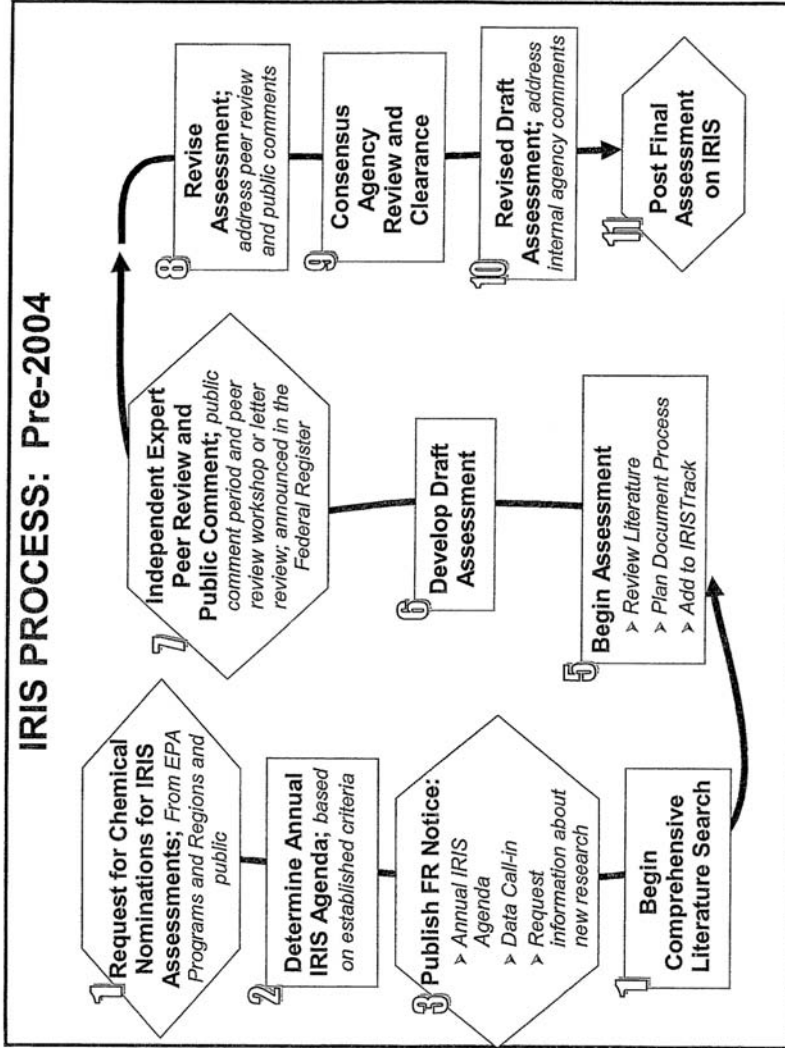 IRIS PROCESS: Pre-2004
1
Request for Chemical
Nominations for IRIS
Assessments; From EPA
Programs and Regions and
public
2
Determine Annual
IRIS Agenda; based
on established criteria
3
Publish FR Notice:
➢ Annual IRIS
Agenda
➢ Data Call-in
➢ Request
information about
new research
1
Begin
Comprehensive
Literature Search
5
Begin Assessment
➢ Review Literature
➢ Plan Document Process
➢ Add to IRISTrack
6
Develop Draft
Assessment
7
Independent Expert
Peer Review and
Public Comment; public
comment period and peer
review workshop or letter
review; announced in the
Federal Register
8
Revise
Assessment;
address peer review
and public comments
9
Consensus
Agency
Review and
Clearance
10
Revised Draft
Assessment; address
internal agency comments
11
Post Final
Assessment
on IRIS